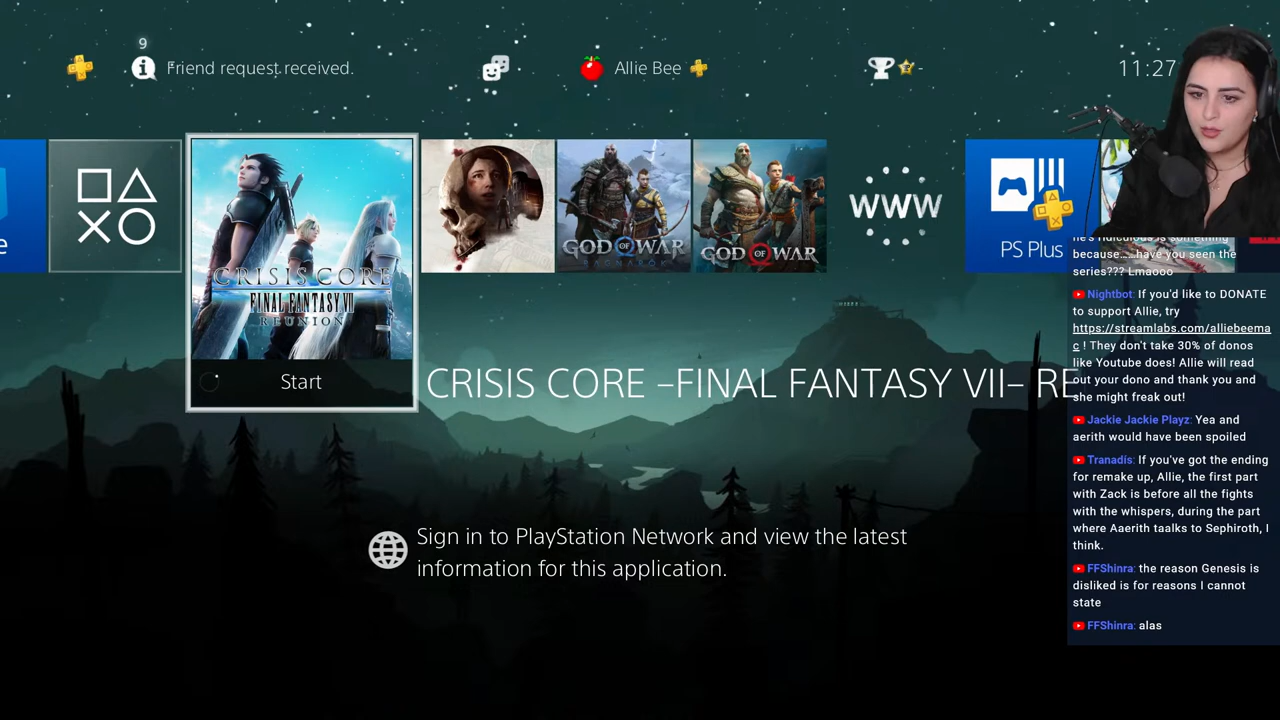 9
Friend request received.
Allie Bee
-
11:27
e
CRISIS CORE
FINAL FANTASY VII
REUNION
GOD OF WAR
GOD OF WAR
WWW
PS Plus
Start
CRISIS CORE –FINAL FANTASY VII– RE
Sign in to PlayStation Network and view the latest
information for this application.
he's ridiculous is something
because.....have you seen the
series??? Lmaooo
Nightbot: If you'd like to DONATE
to support Allie, try
https://streamlabs.com/alliebeema
c ! They don't take 30% of donos
like Youtube does! Allie will read
out your dono and thank you and
she might freak out!
Jackie Jackie Playz: Yea and
aerith would have been spoiled
Tranadís: If you've got the ending
for remake up, Allie, the first part
with Zack is before all the fights
with the whispers, during the part
where Aaerith taalks to Sephiroth, I
think.
FFShinra: the reason Genesis is
disliked is for reasons I cannot
state
FFShinra: alas